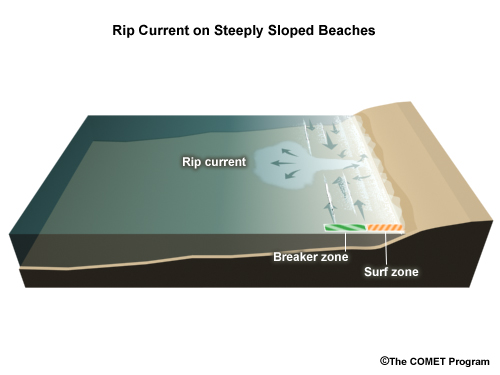 Rip Current on Steeply Sloped Beaches
Rip current
Breaker zone
Surf zone
©The COMET Program